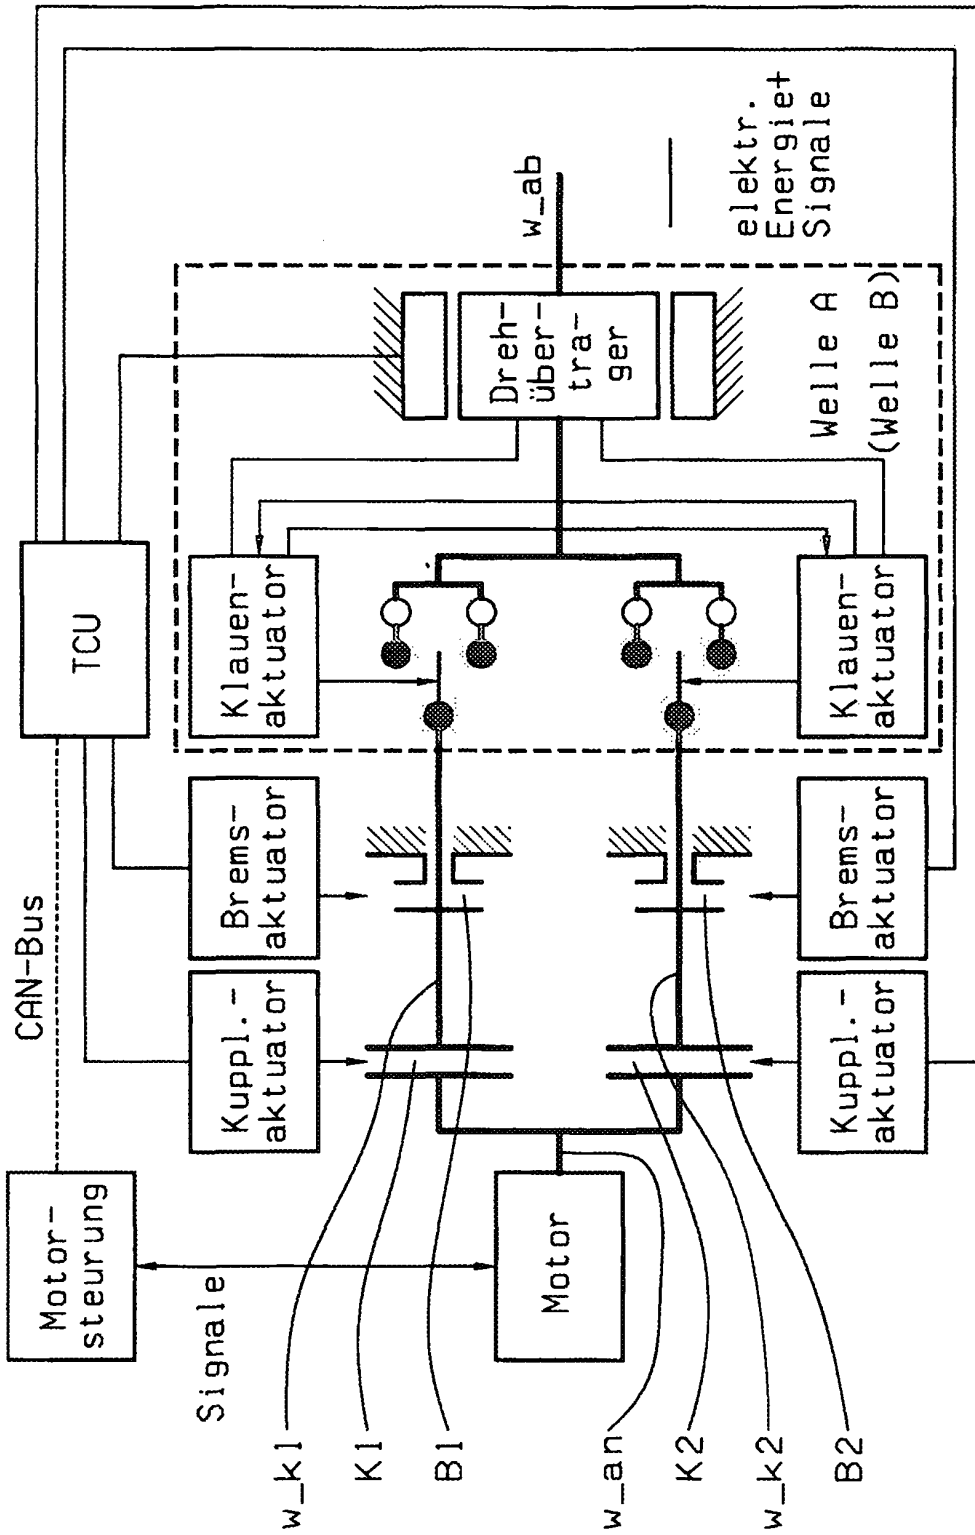 Motor-
steurung
CAN-Bus
TCU
Signale
Kuppl.-
aktuator
Brems-
aktuator
Klauen-
aktuator
w_k1
K1
B1
Motor
Dreh-
über-
tra-
ger
w_ab
w_an
K2
w_k2
B2
elektr.
Energie+
Signale
Welle A
(Welle B)
Kuppl.-
aktuator
Brems-
aktuator
Klauen-
aktuator